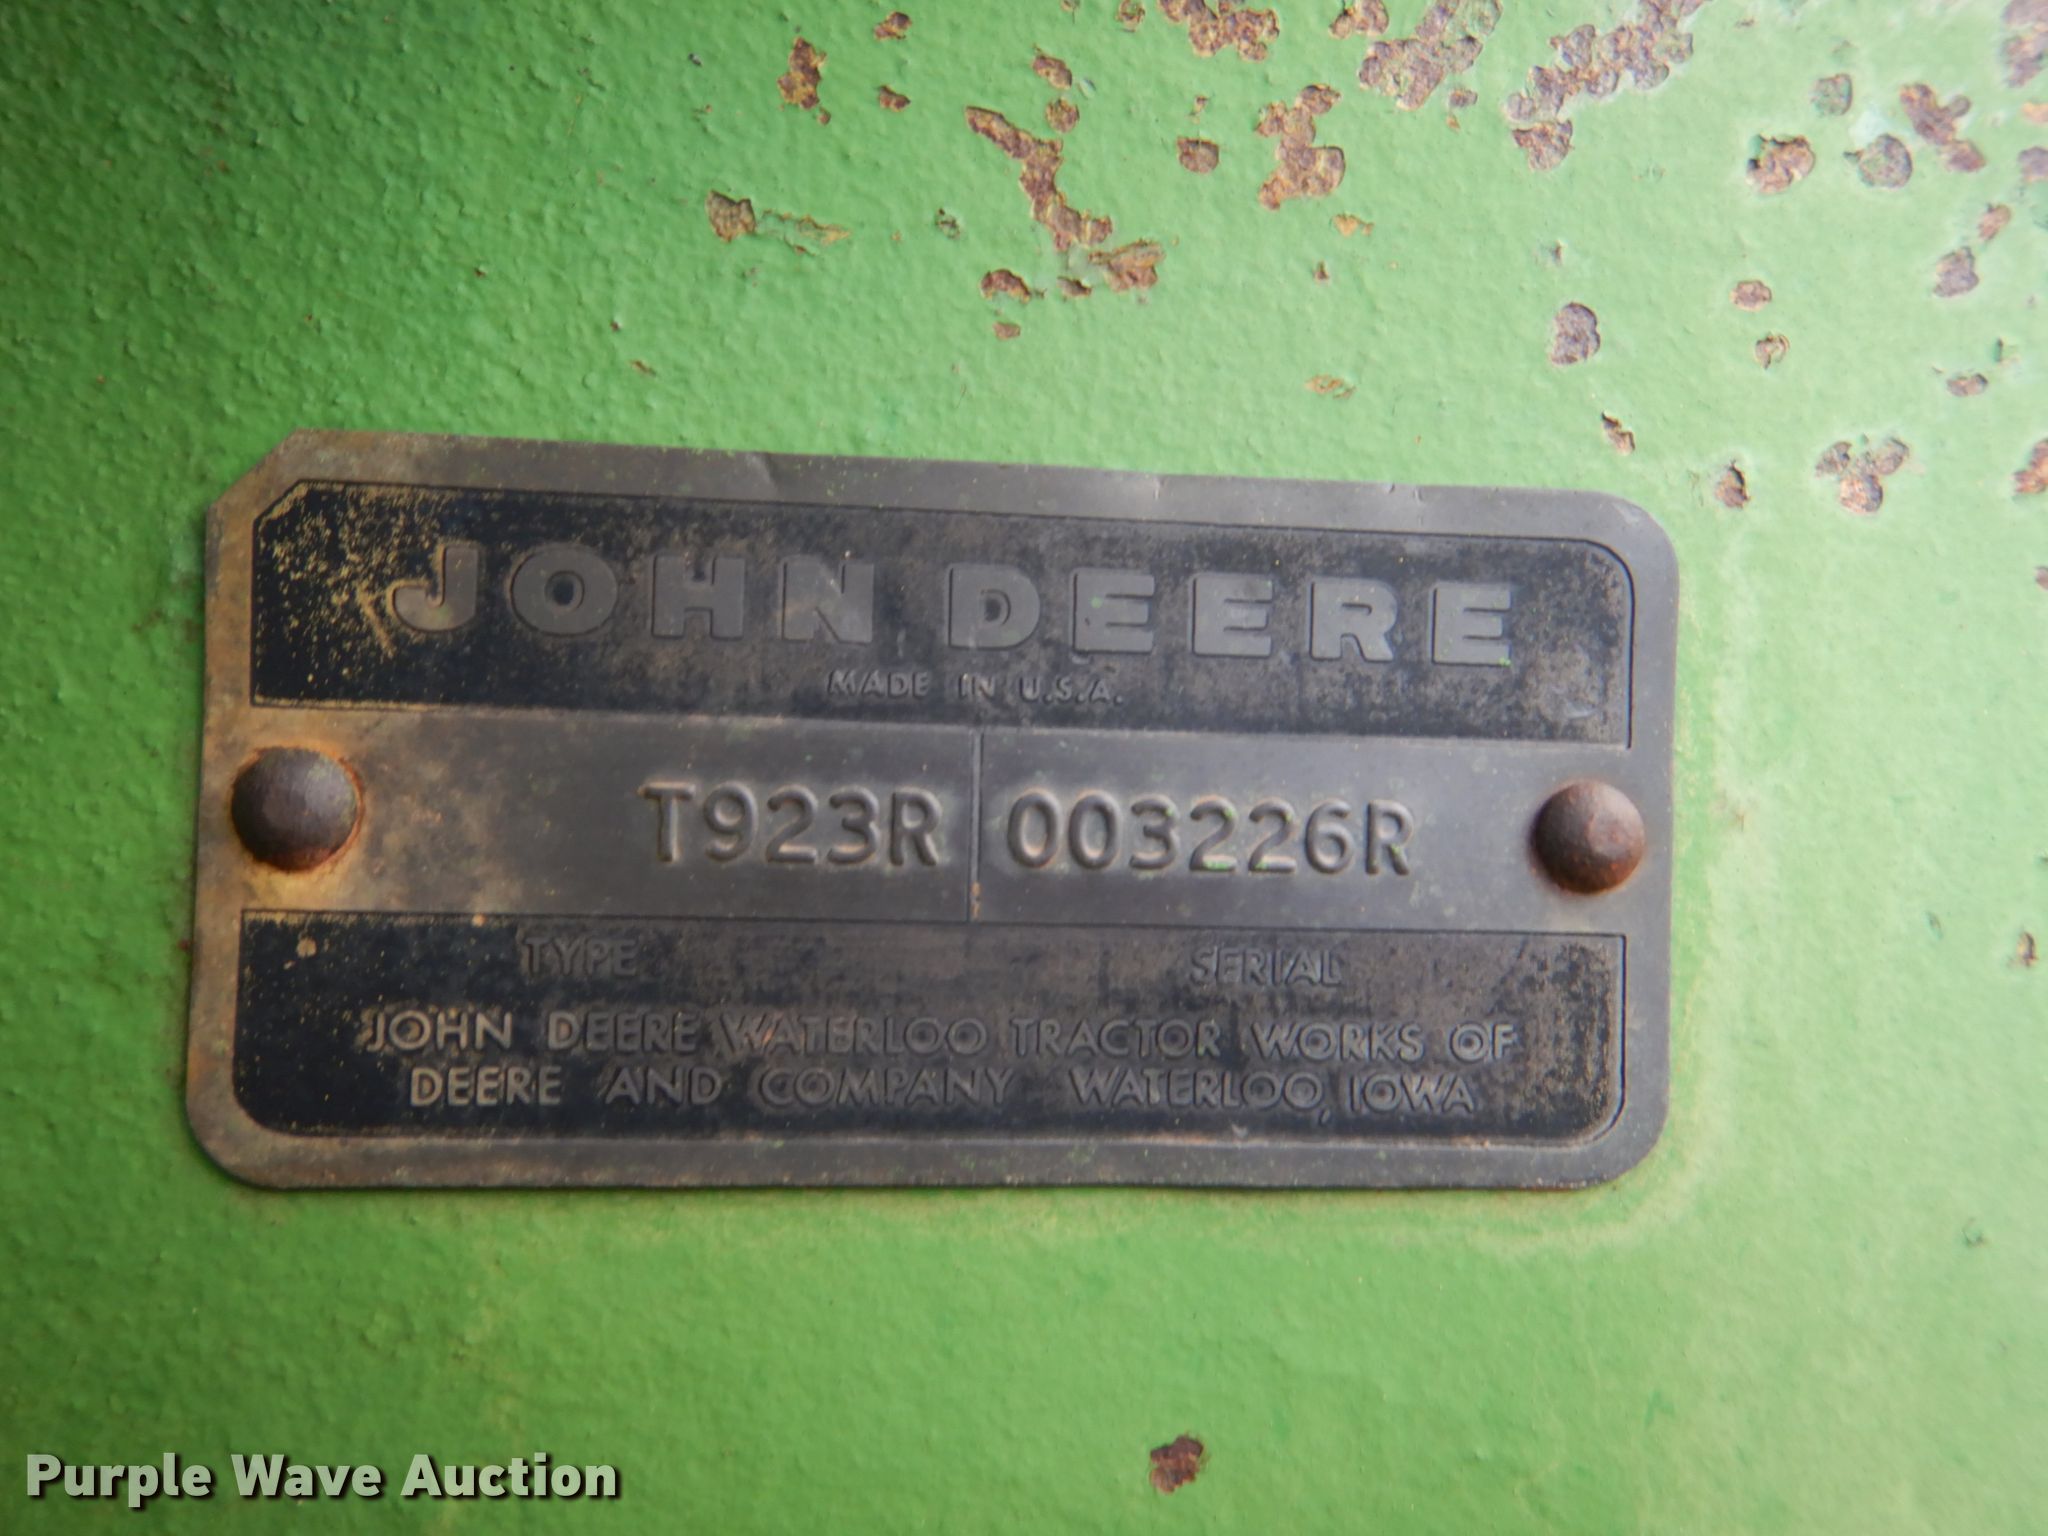 JOHN DEERE
MADE IN U.S.A.
T923R 003226R
TYPE SERIAL
JOHN DEERE WATERLOO TRACTOR WORKS OF
DEERE AND COMPANY WATERLOO, IOWA
Purple Wave Auction